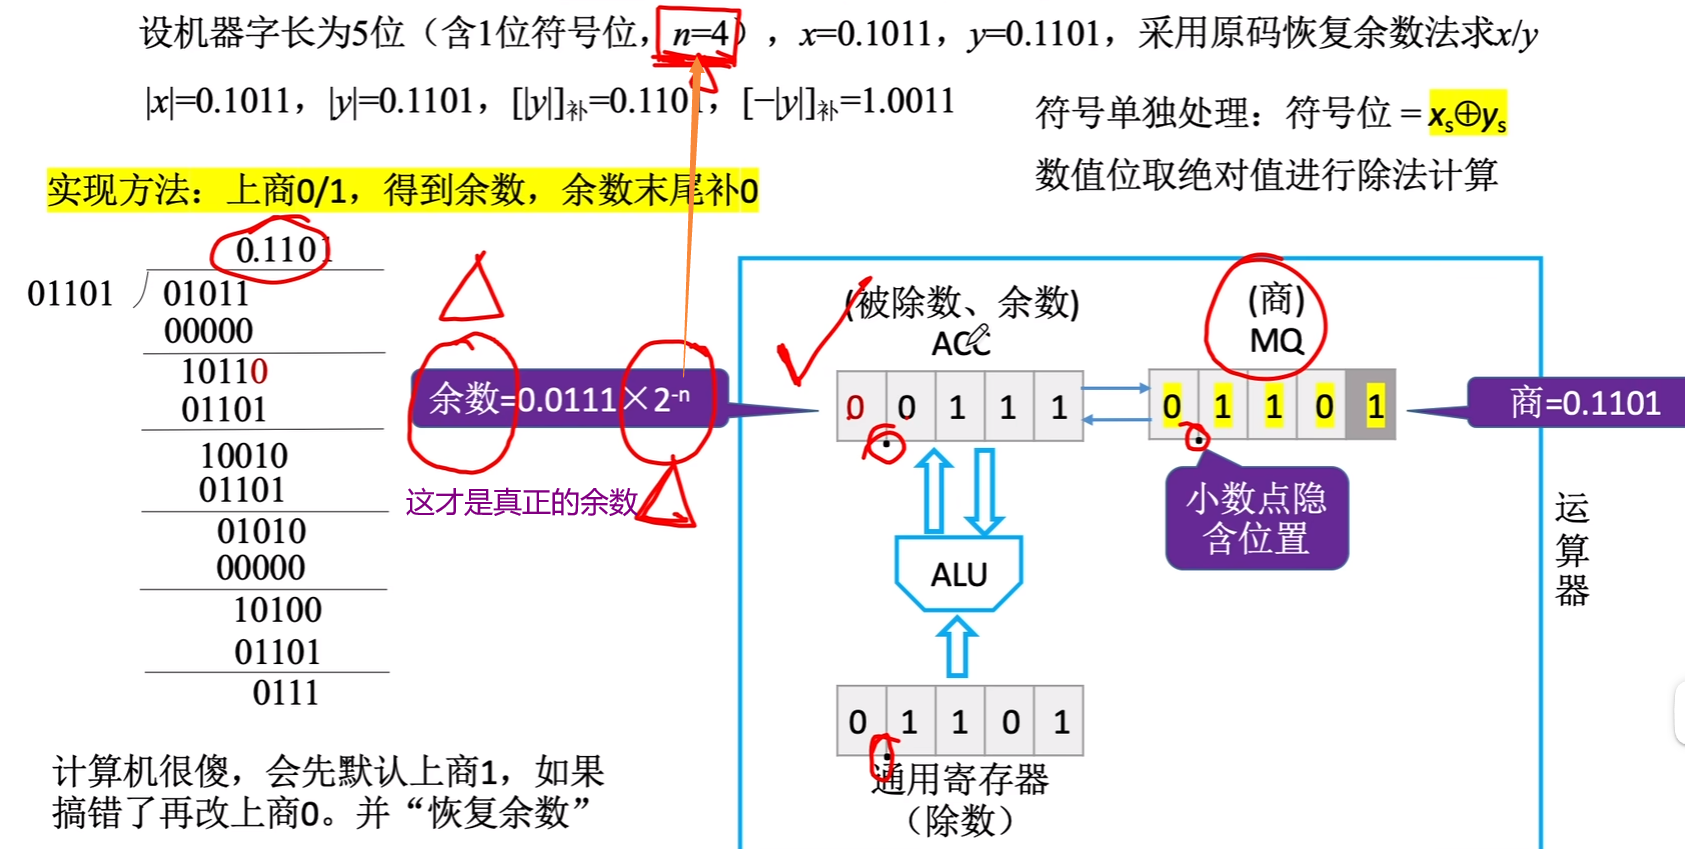 设机器字长为5位（含1位符号位，n=4），x=0.1011，y=0.1101，采用原码恢复余数法求x/y
|x|=0.1011，|y|=0.1101，[|y|]补=0.1101，[−|y|]补=1.0011
符号单独处理：符号位 = xs⊕ys
数值位取绝对值进行除法计算
实现方法：上商0/1，得到余数，余数末尾补0
0.1101
01101
01011
00000
10110
01101
10010
01101
01010
00000
10100
01101
0111
余数=0.0111×2-n
这才是真正的余数
(被除数、余数)
ACC
0 0 1 1 1
(商)
MQ
0 1 1 0 1
商=0.1101
小数点隐
含位置
ALU
0 1 1 0 1
通用寄存器
（除数）
运算器
计算机很傻，会先默认上商1，如果
搞错了再改上商0。并“恢复余数”